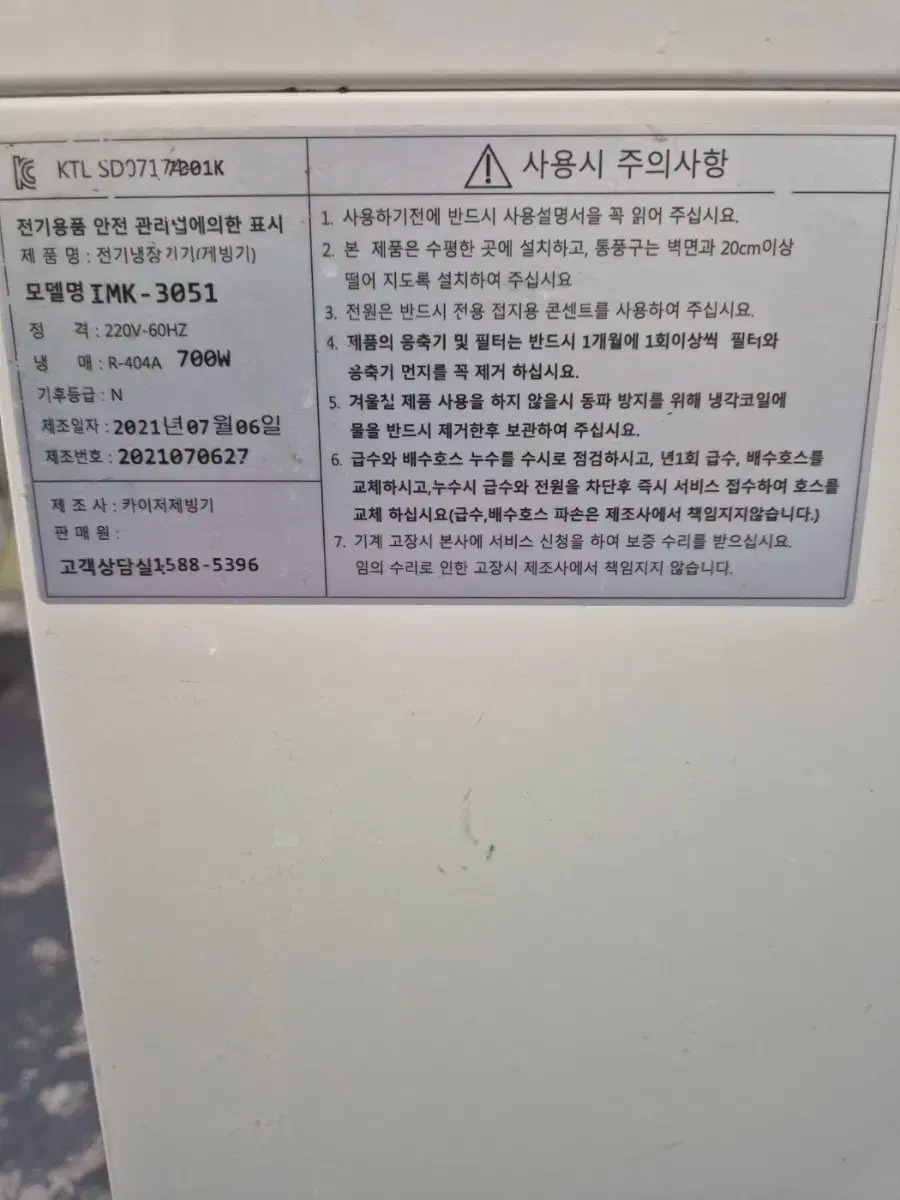 KTL SD07174
사용시 주의사항
전기용품 안전 관리법에의한 표시
제 품 명 : 전기냉장기기(제빙기)
모델명 IMK-3051
정 격 : 220V~60HZ
냉 매 : R-404A 700W
기후등급 : N
제조일자 : 2021년07월06일
제조번호 : 2021070627
제 조 사 : 카이저제빙기
판 매 원 :
고객상담실1588-5396
1. 사용하기전에 반드시 사용설명서을 꼭 읽어 주십시요.
2. 본 제품은 수평한 곳에 설치하고, 통풍구는 벽면과 20cm이상
떨어 지도록 설치하여 주십시요
3. 전원은 반드시 전용 접지용 콘센트를 사용하여 주십시요.
4. 제품의 응축기 및 필터는 반드시 1개월에 1회이상씩 필터와
응축기 먼지를 꼭 제거 하십시요.
5. 겨울칠 제품 사용을 하지 않을시 동파 방지를 위해 냉각코일에
물을 반드시 제거한후 보관하여 주십시요.
6. 급수와 배수호스 누수를 수시로 점검하시고, 년1회 급수, 배수호스를
교체하시고,누수시 급수와 전원을 차단후 즉시 서비스 접수하여 호스를
교체 하십시요(급수,배수호스 파손은 제조사에서 책임지지않습니다.)
7. 기계 고장시 본사에 서비스 신청을 하여 보증 수리를 받으십시요.
임의 수리로 인한 고장시 제조사에서 책임지지 않습니다.